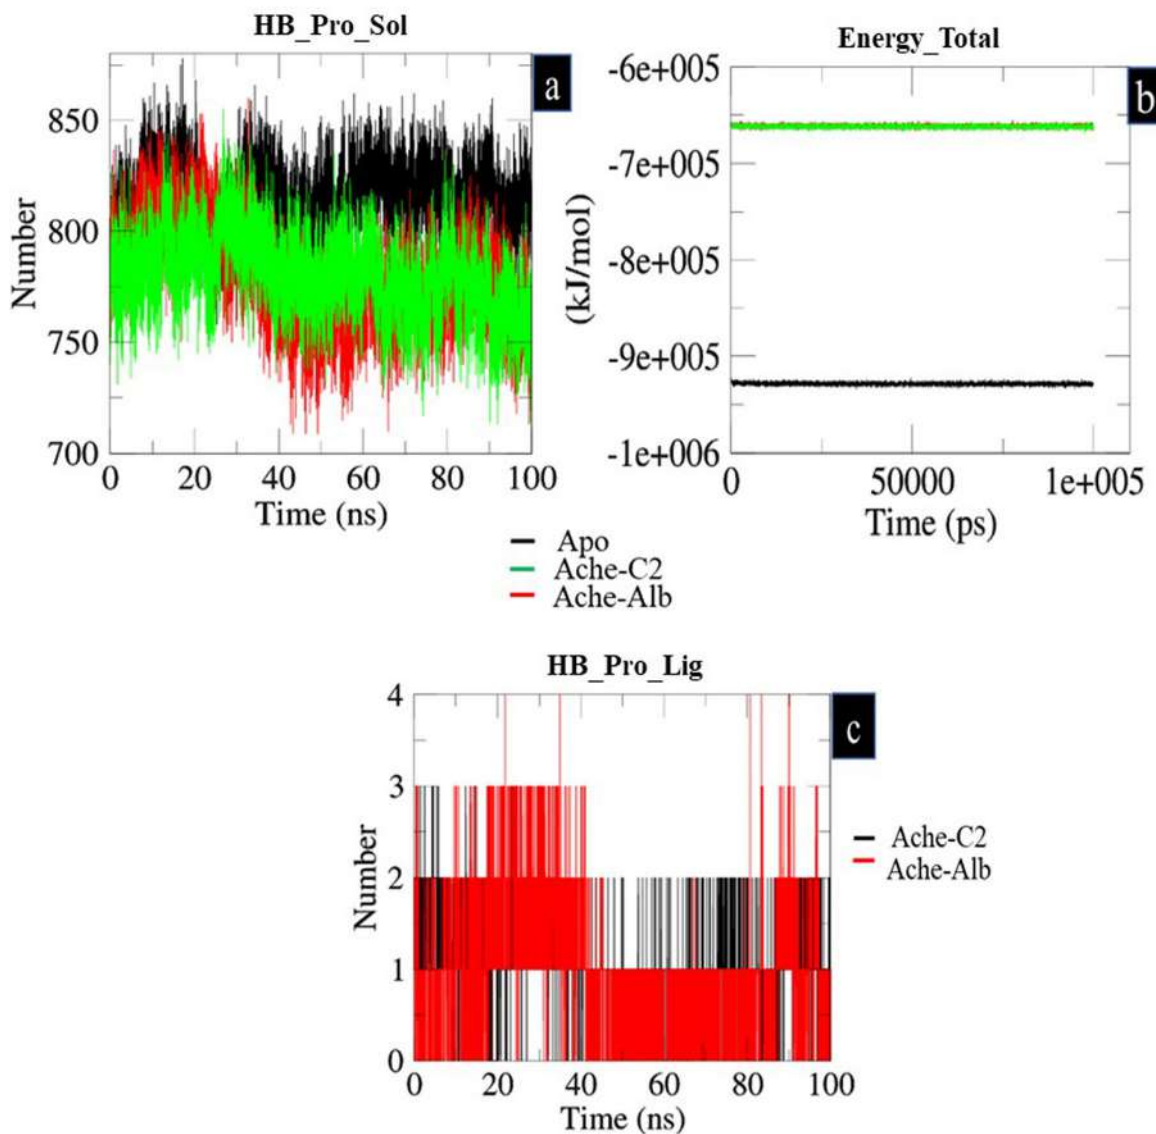 HB_Pro_Sol
a
850
800
750
700
Number
0 20 40 60 80 100
Time (ns)
Energy_Total
b
-6e+005
-7e+005
-8e+005
-9e+005
-1e+006
(kJ/mol)
0 50000 1e+005
Time (ps)
Apo
Ache-C2
Ache-Alb
HB_Pro_Lig
c
4
3
2
1
0
Number
0 20 40 60 80 100
Time (ns)
Ache-C2
Ache-Alb